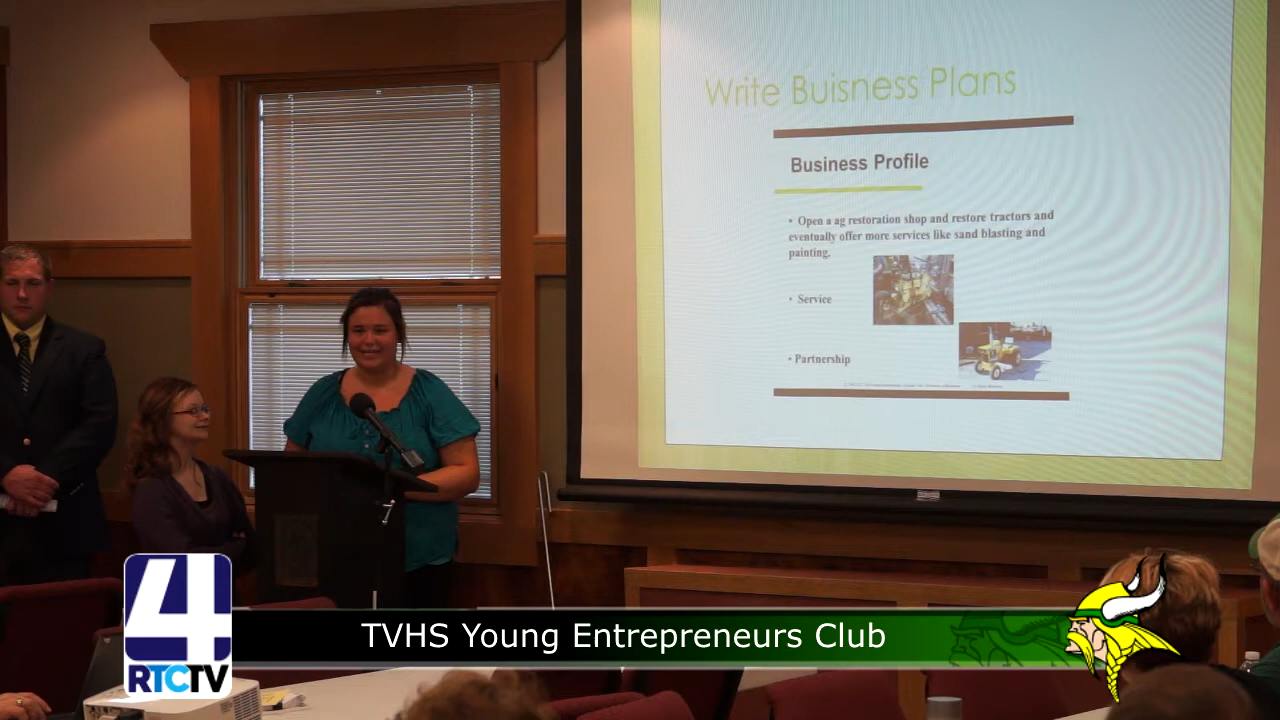 Write Buisness Plans
Business Profile
• Open a ag restoration shop and restore tractors and
eventually offer more services like sand blasting and
painting.
• Service
• Partnership
4
RTCTV
TVHS Young Entrepreneurs Club